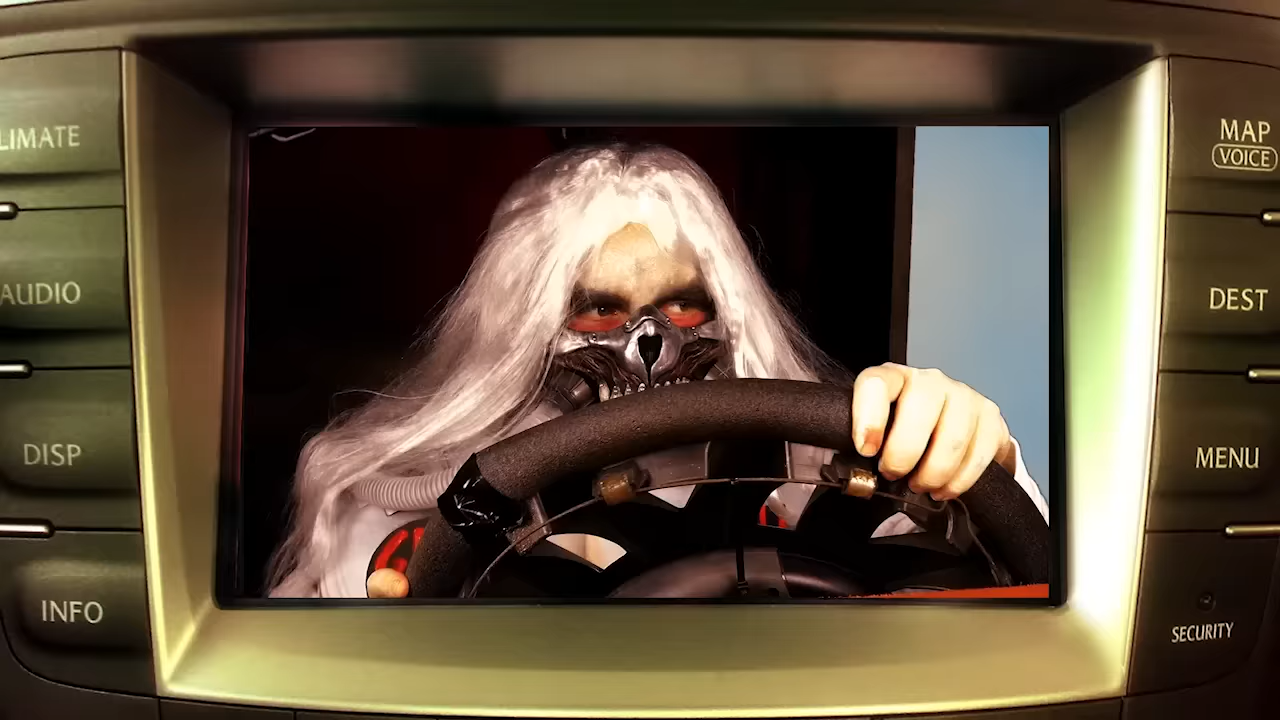 LIMATE
AUDIO
DISP
INFO
MAP
VOICE
DEST
MENU
SECURITY